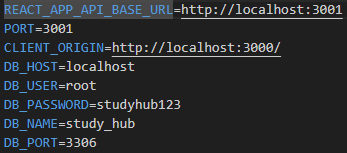 REACT_APP_API_BASE_URL=http://localhost:3001
PORT=3001
CLIENT_ORIGIN=http://localhost:3000/
DB_HOST=localhost
DB_USER=root
DB_PASSWORD=studyhub123
DB_NAME=study_hub
DB_PORT=3306